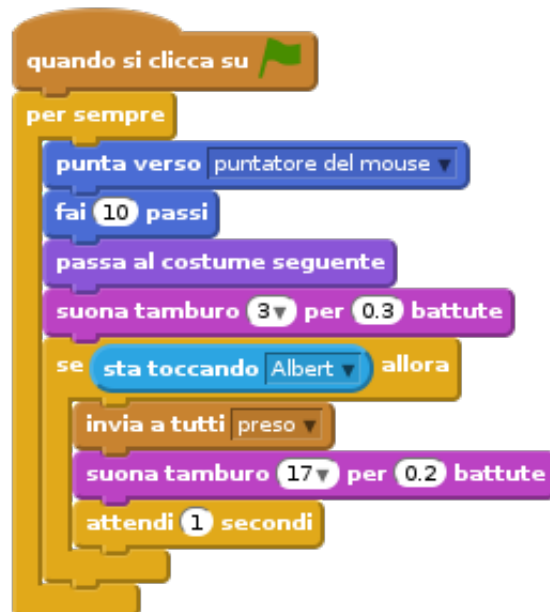 quando si clicca su
per sempre
punta verso puntatore del mouse
fai 10 passi
passa al costume seguente
suona tamburo 3 per 0.3 battute
se sta toccando Albert allora
invia a tutti preso
suona tamburo 17 per 0.2 battute
attendi 1 secondi